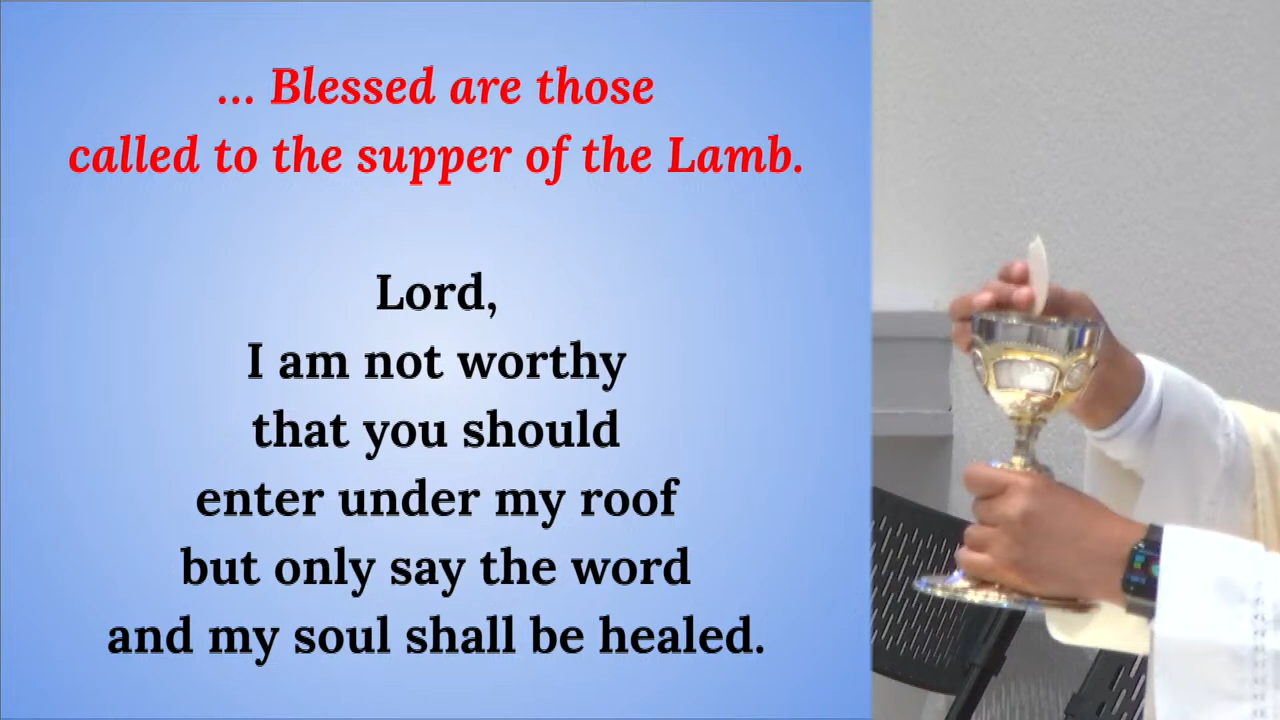 ... Blessed are those
called to the supper of the Lamb.
Lord,
I am not worthy
that you should
enter under my roof
but only say the word
and my soul shall be healed.